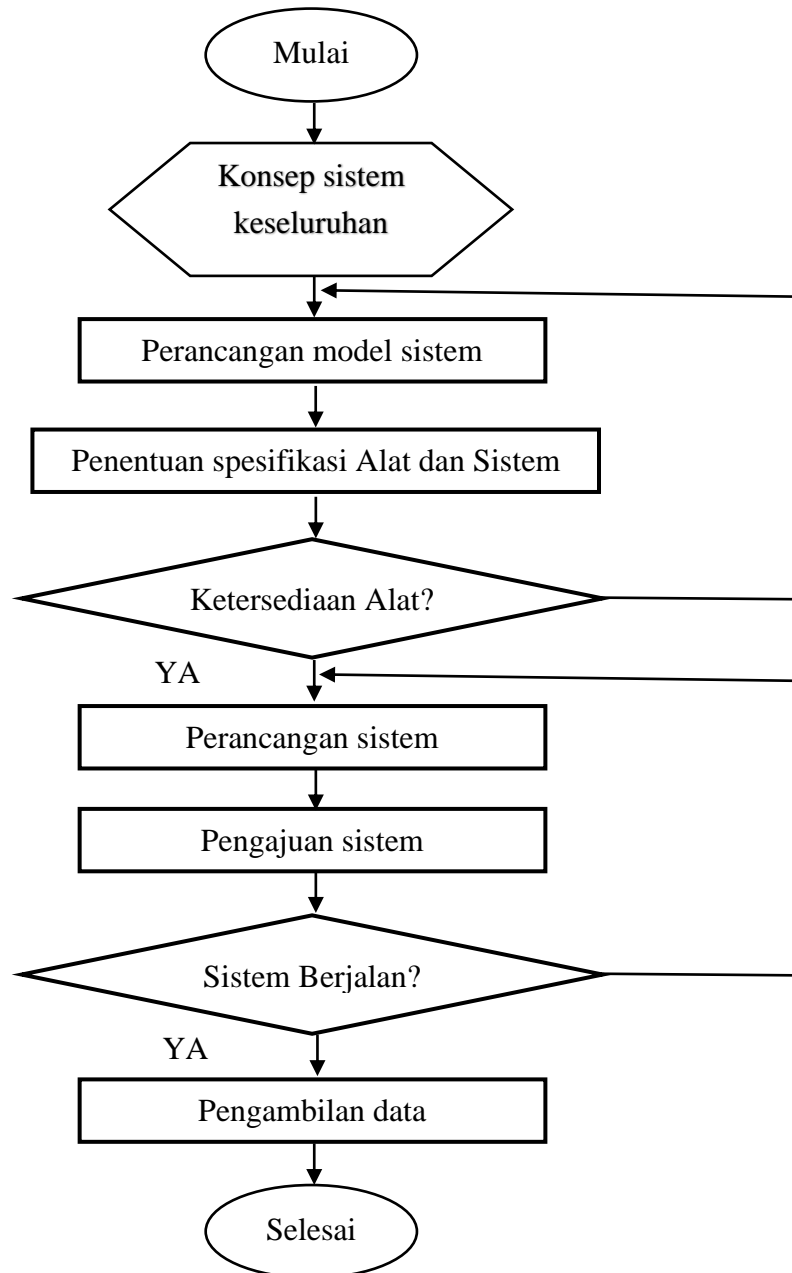 Mulai
Konsep sistem
keseluruhan
Perancangan model sistem
Penentuan spesifikasi Alat dan Sistem
Ketersediaan Alat?
YA
Perancangan sistem
Pengajuan sistem
Sistem Berjalan?
YA
Pengambilan data
Selesai